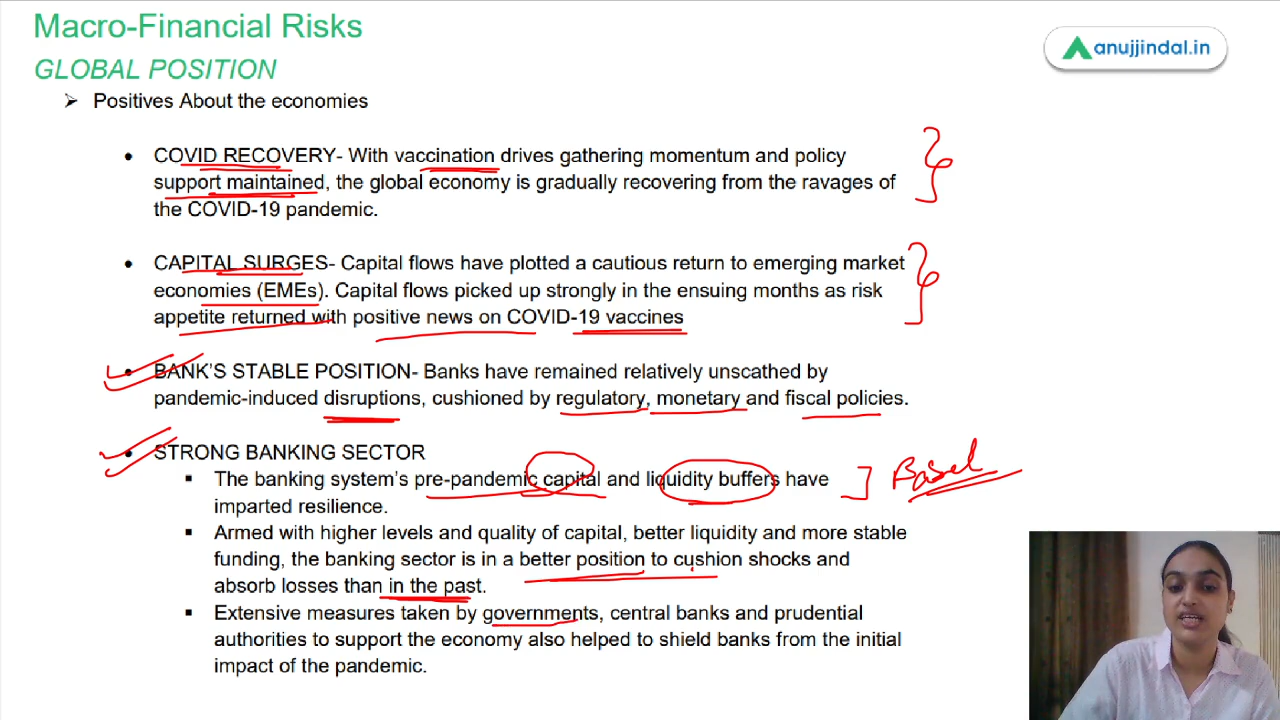 Macro-Financial Risks
anujjindal.in
GLOBAL POSITION
➢ Positives About the economies
• COVID RECOVERY- With vaccination drives gathering momentum and policy
support maintained, the global economy is gradually recovering from the ravages of
the COVID-19 pandemic.
• CAPITAL SURGES- Capital flows have plotted a cautious return to emerging market
economies (EMEs). Capital flows picked up strongly in the ensuing months as risk
appetite returned with positive news on COVID-19 vaccines
• BANK'S STABLE POSITION- Banks have remained relatively unscathed by
pandemic-induced disruptions, cushioned by regulatory, monetary and fiscal policies.
• STRONG BANKING SECTOR
▪ The banking system's pre-pandemic capital and liquidity buffers have
imparted resilience.
Basel
▪ Armed with higher levels and quality of capital, better liquidity and more stable
funding, the banking sector is in a better position to cushion shocks and
absorb losses than in the past.
▪ Extensive measures taken by governments, central banks and prudential
authorities to support the economy also helped to shield banks from the initial
impact of the pandemic.